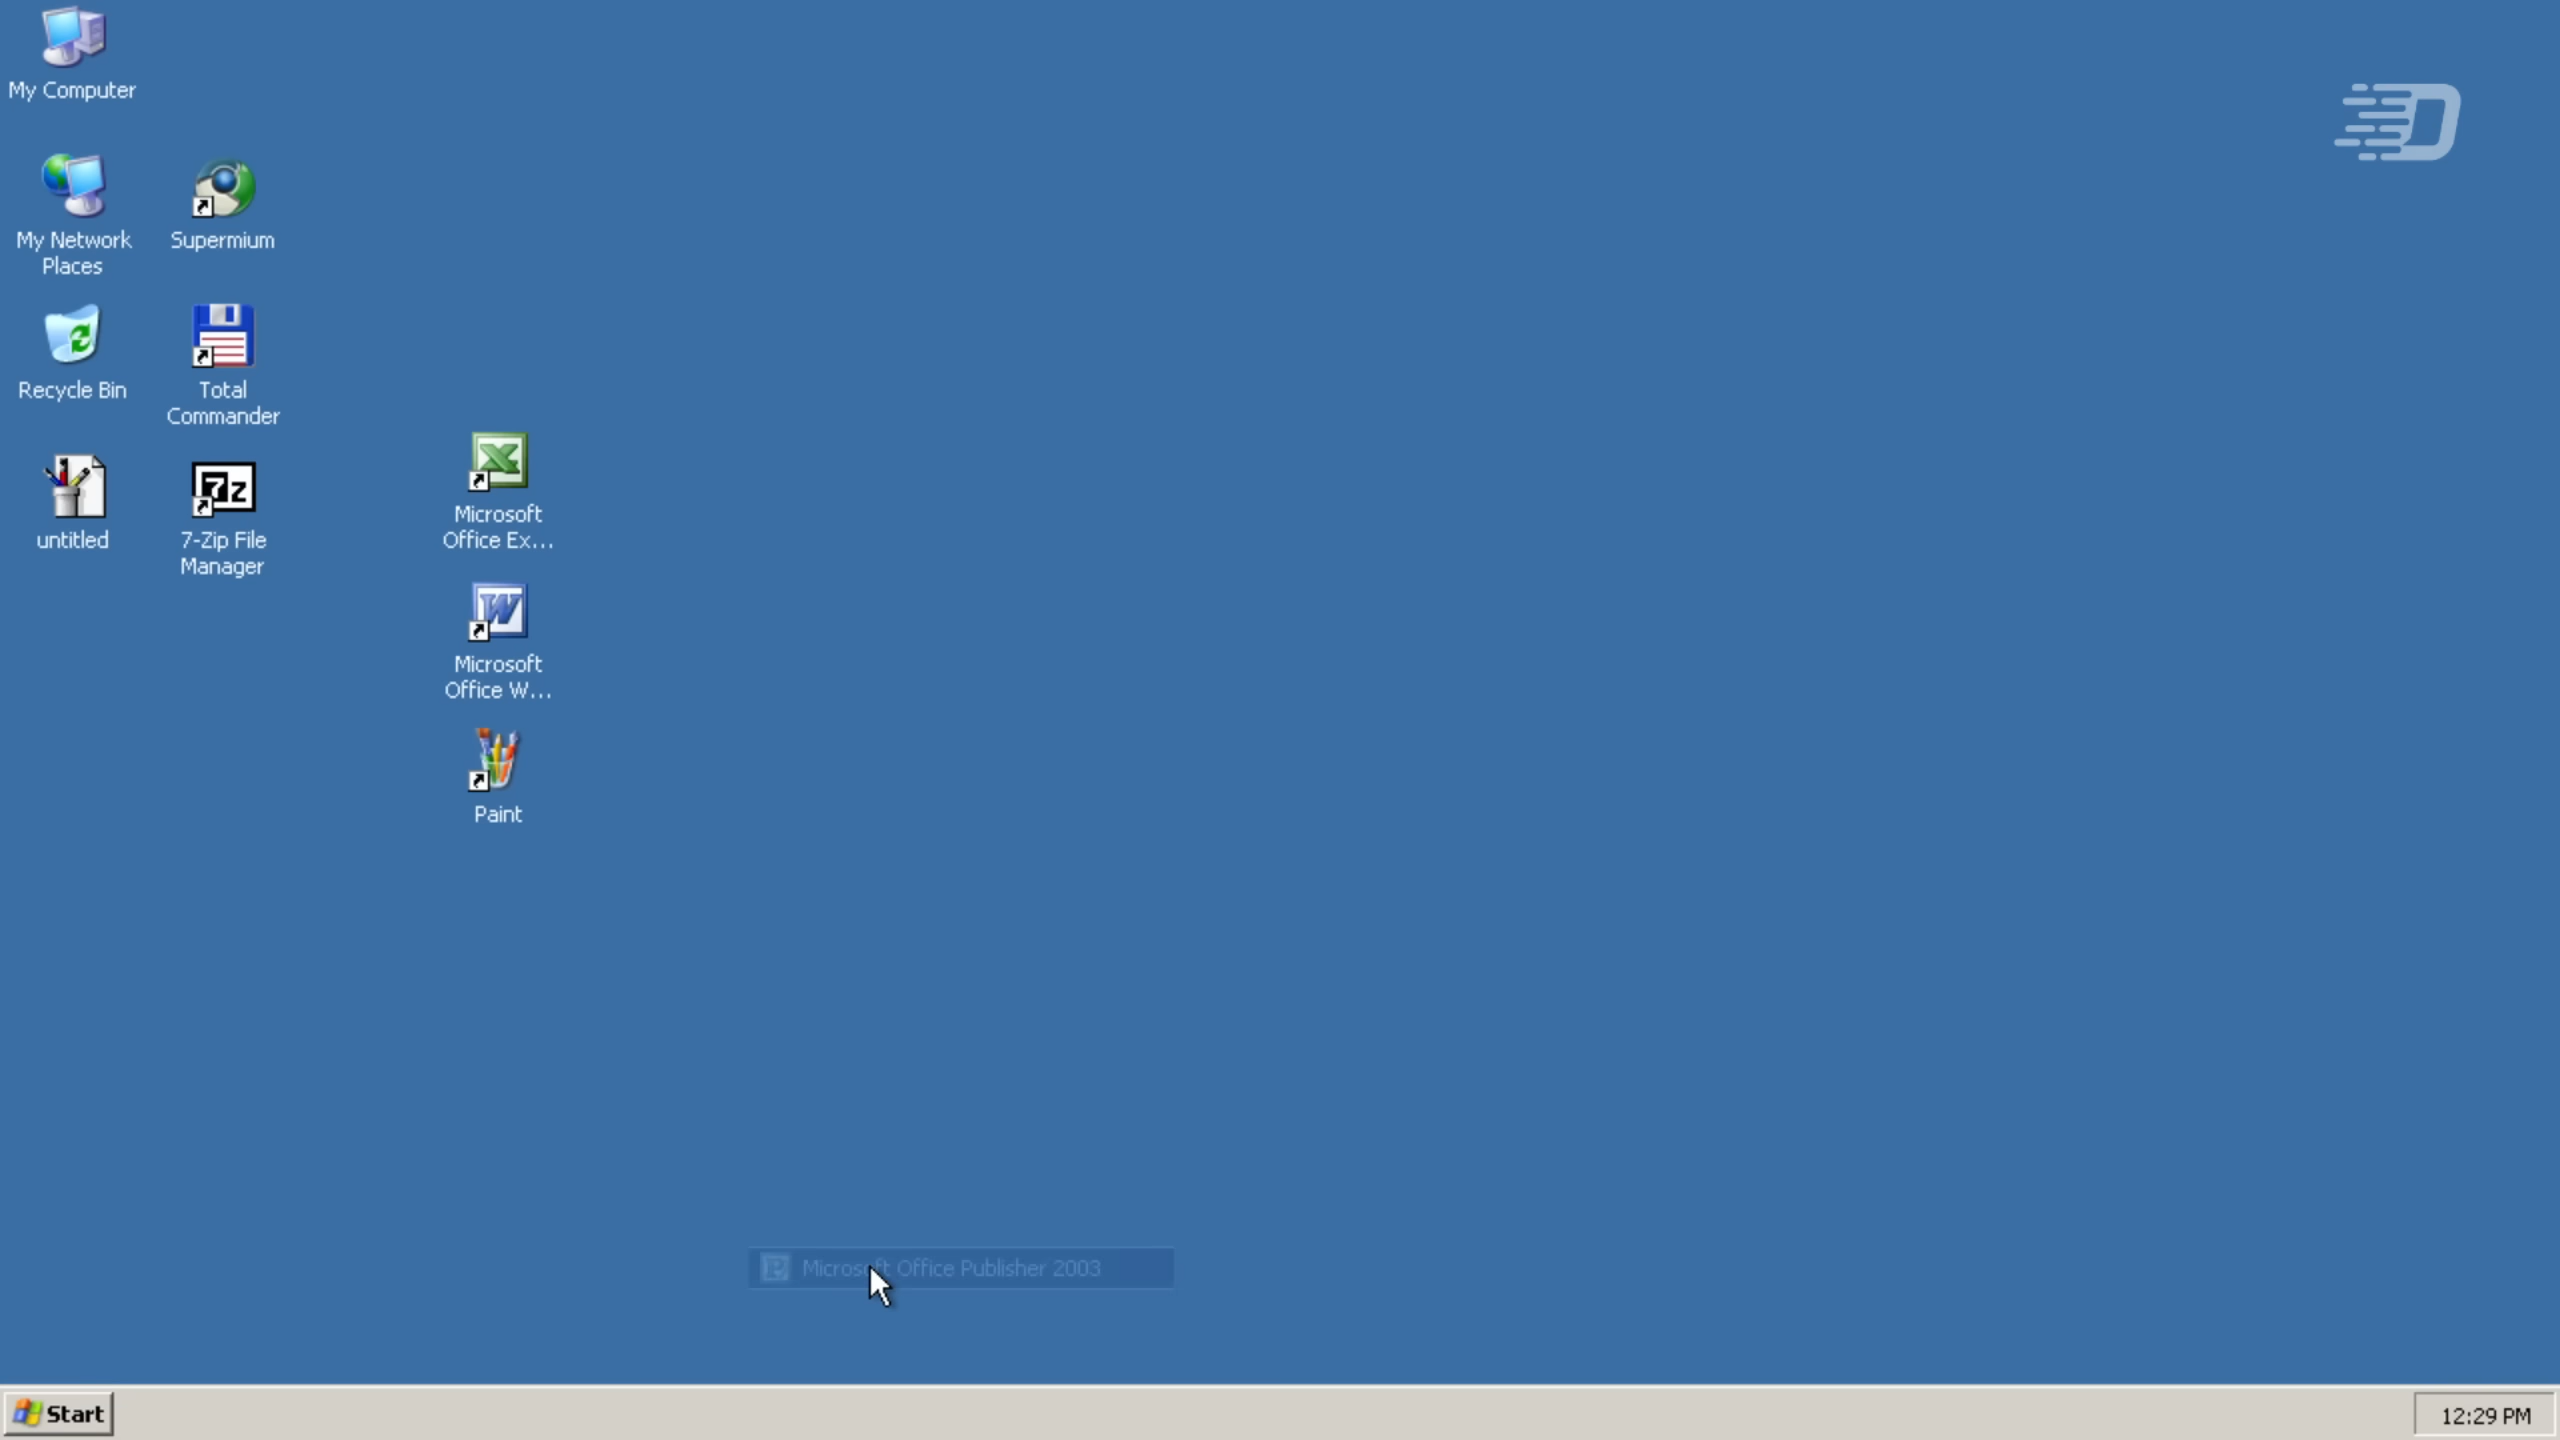 My Computer
My Network
Places
Supermium
Recycle Bin
Total
Commander
untitled
7-Zip File
Manager
Microsoft
Office Ex...
Microsoft
Office W...
Paint
Microsoft Office Publisher 2003
Start
12:29 PM